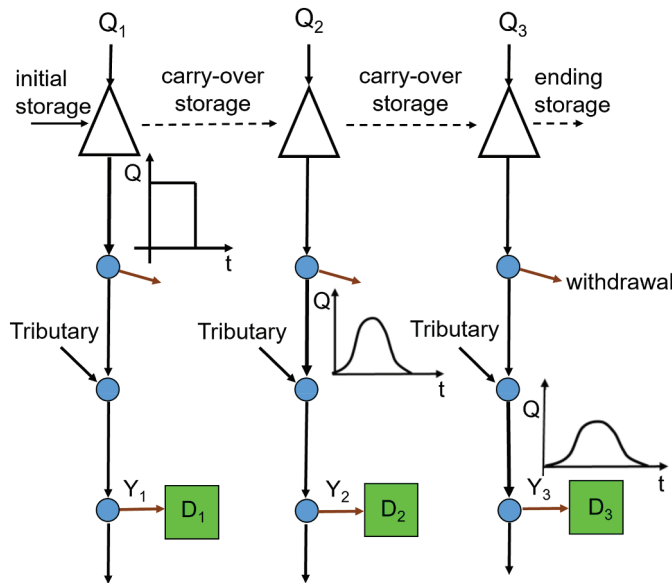 Q1
Q2
Q3
initial
storage
carry-over
storage
carry-over
storage
ending
storage
Q
t
withdrawal
Tributary
Q
t
Tributary
Tributary
Q
t
Y1
D1
Y2
D2
Y3
D3